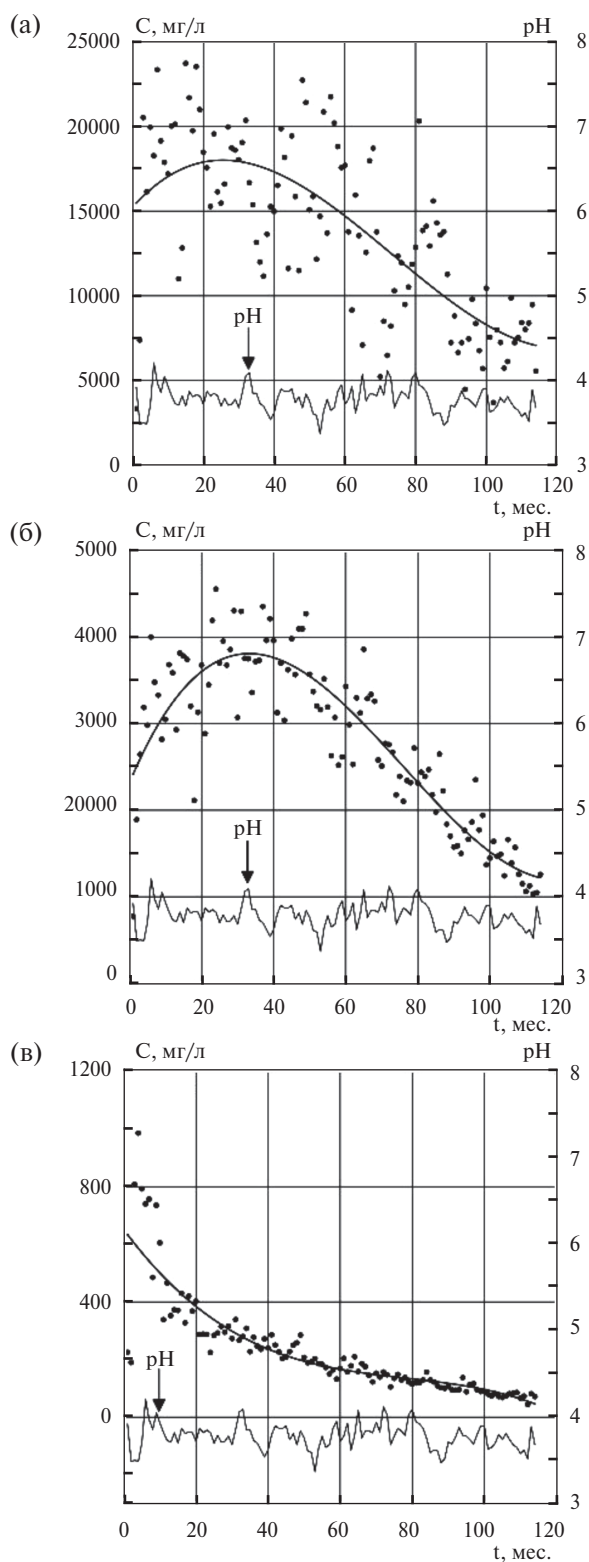 (а) С, мг/л pH
25000 8
20000 7
15000 6
10000 5
pH
5000 4
0 3
0 20 40 60 80 100 120
t, мес.
(б) С, мг/л pH
5000 8
4000 7
3000 6
20000 5
pH
1000 4
0 3
0 20 40 60 80 100 120
t, мес.
(в) С, мг/л pH
1200 8
7
800
6
400 5
pH
0 4
3
0 20 40 60 80 100 120
t, мес.